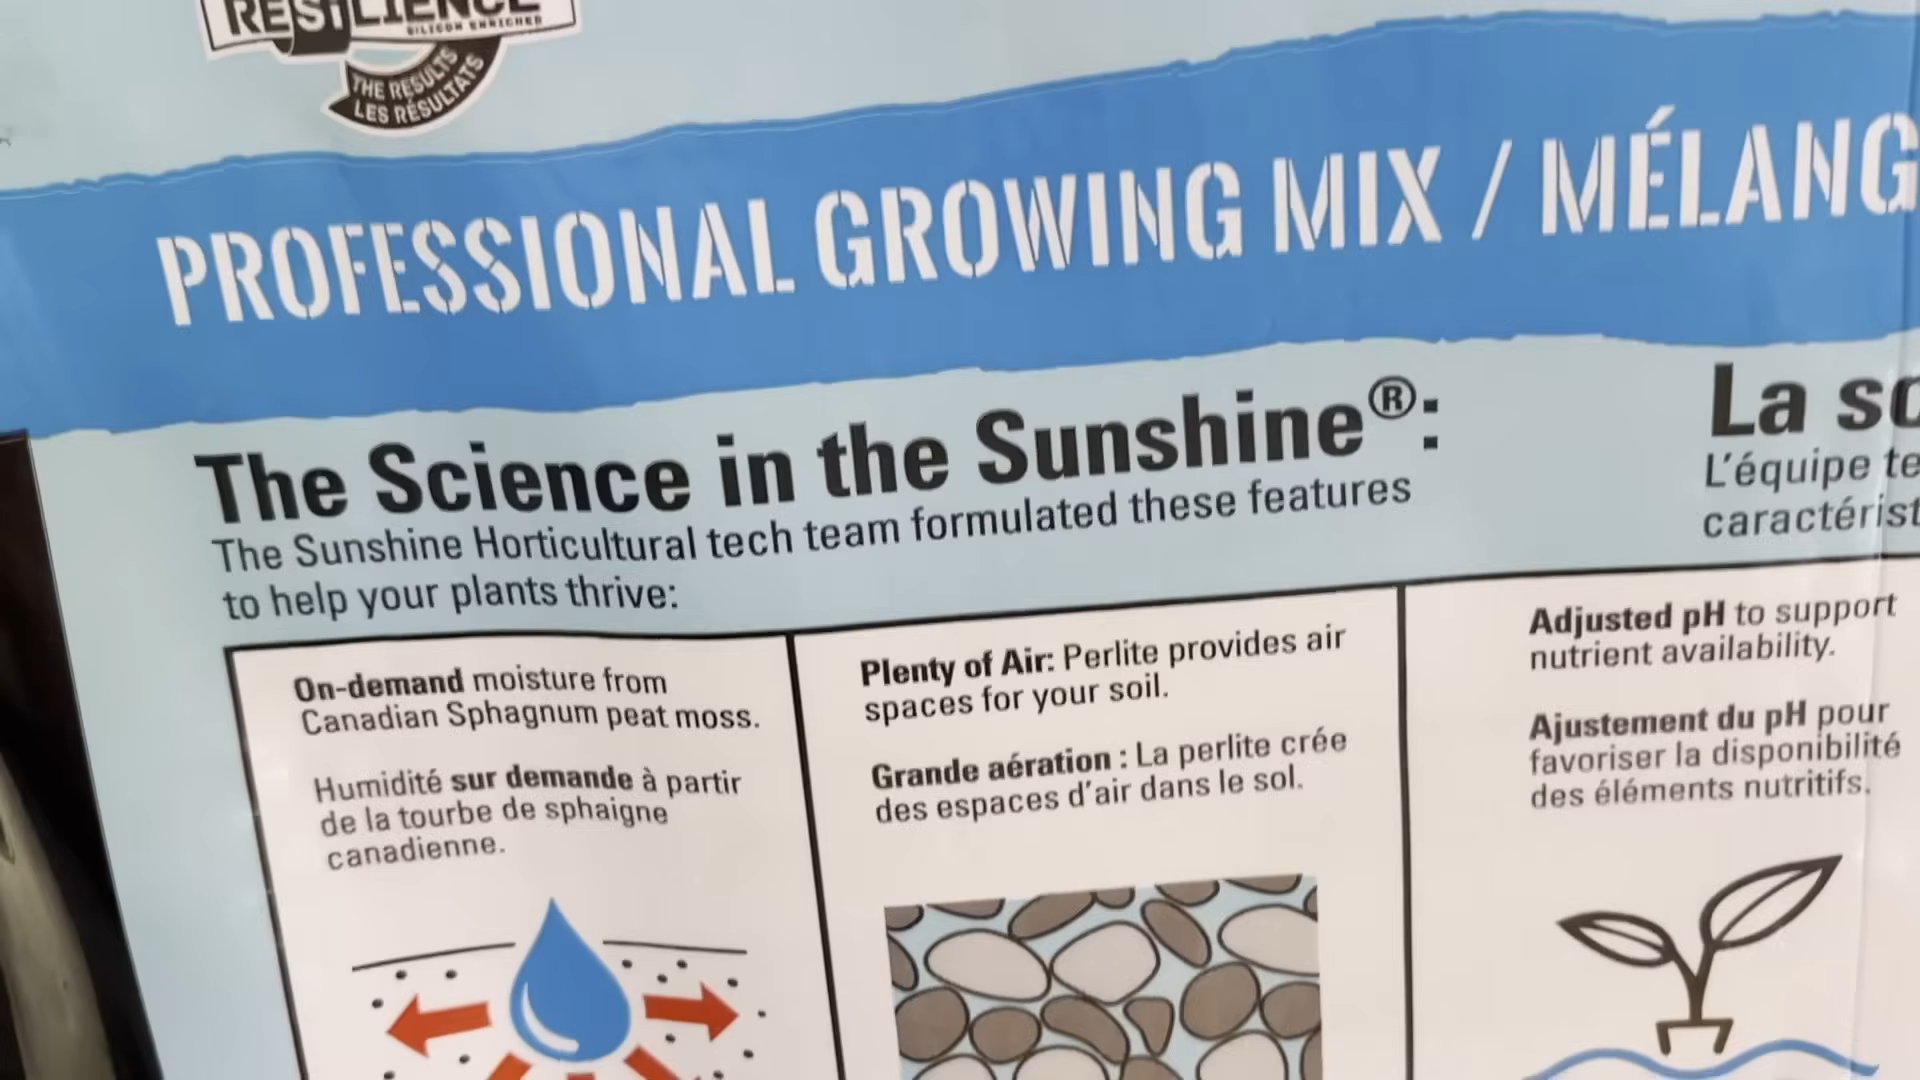 RESiLIENCE
SILICON ENRICHED
THE RESULTS
LES RÉSULTATS
PROFESSIONAL GROWING MIX / MÉLANG
The Science in the Sunshine®:
The Sunshine Horticultural tech team formulated these features
to help your plants thrive:
La sc
L'équipe te
caractérist
On-demand moisture from
Canadian Sphagnum peat moss.
Humidité sur demande à partir
de la tourbe de sphaigne
canadienne.
Plenty of Air: Perlite provides air
spaces for your soil.
Grande aération : La perlite crée
des espaces d'air dans le sol.
Adjusted pH to support
nutrient availability.
Ajustement du pH pour
favoriser la disponibilité
des éléments nutritifs.